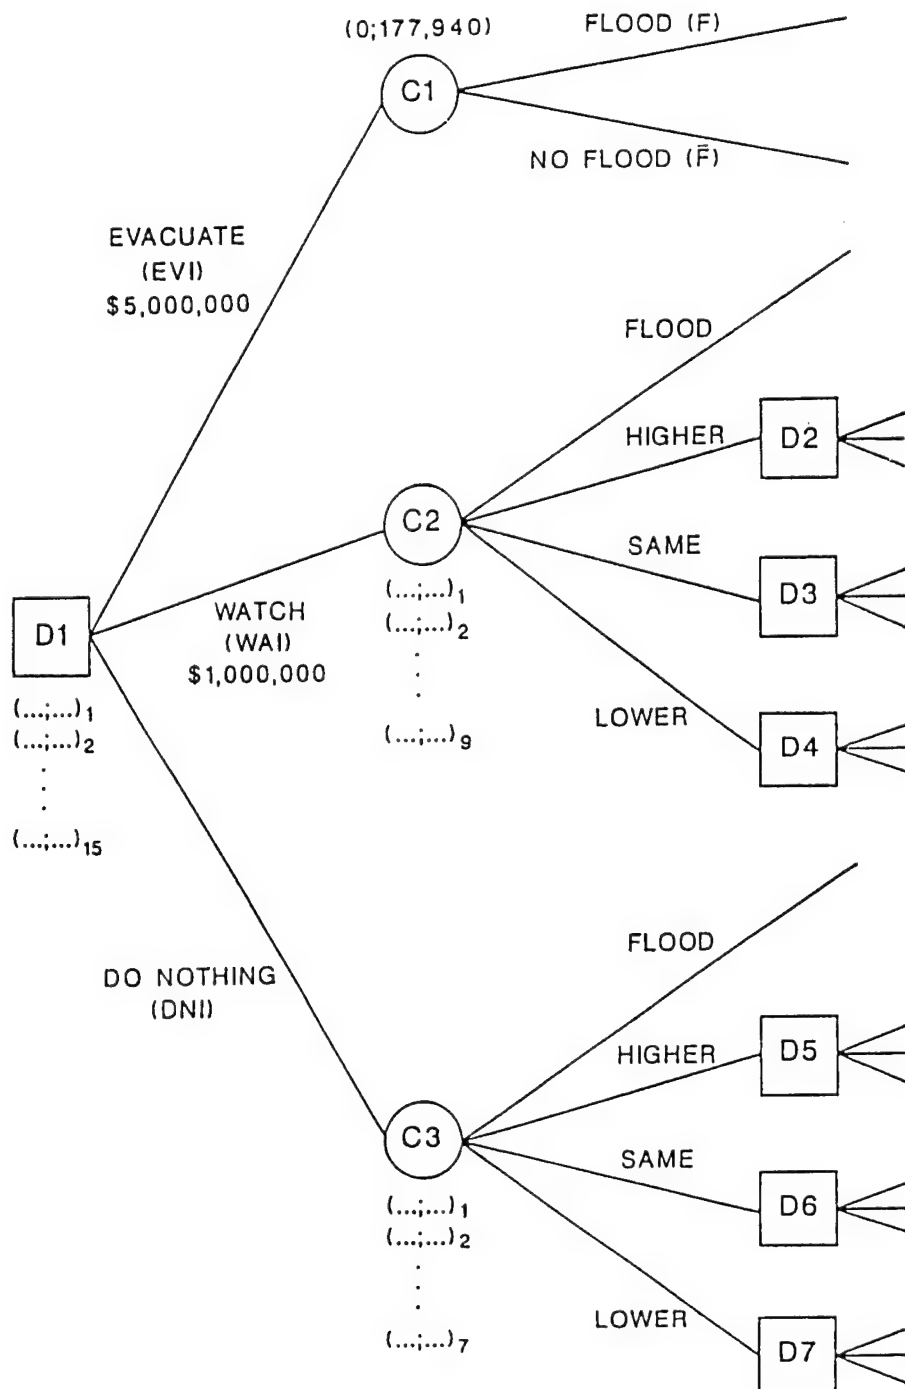 (0;177,940)
FLOOD (F)
C1
NO FLOOD (F̄)
EVACUATE
(EVI)
$5,000,000
FLOOD
HIGHER
D2
C2
SAME
D3
(...;...)1
(...;...)2
.
.
.
(...;...)9
LOWER
D4
D1
WATCH
(WAI)
$1,000,000
(...;...)1
(...;...)2
.
.
.
(...;...)15
DO NOTHING
(DNI)
FLOOD
HIGHER
D5
C3
SAME
D6
(...;...)1
(...;...)2
.
.
.
(...;...)7
LOWER
D7